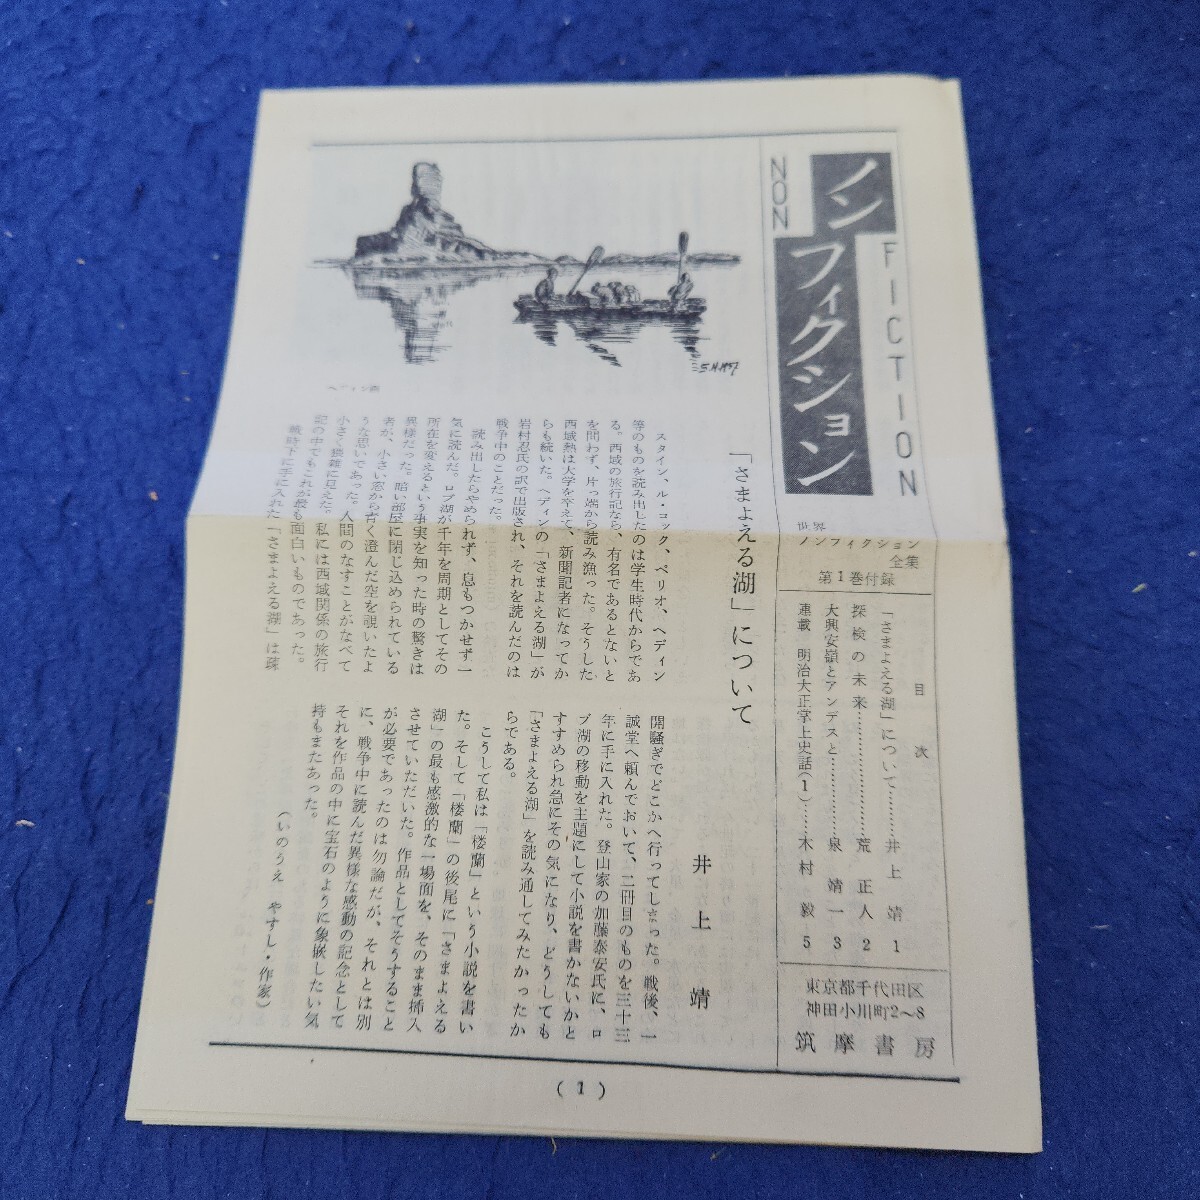 ノンフィクション
NON
FICTION
世界
ノンフィクション
全集
第1巻付録
目次
「さまよえる湖」について……井上靖 1
探検の未来……………………荒正人 2
大興安嶺とアンデスと…………泉靖一 3
連載 明治大正掌上史話(1)……木村毅 5
東京都千代田区
神田小川町2〜8
筑摩書房
「さまよえる湖」について
井上靖
スタイン、ル・コック、ペリオ、ヘディン
等のものを読み出したのは学生時代からであ
る。西域の旅行記なら、有名であるとないと
を問わず、片っ端から読み漁った。そうした
西域熱は大学を卒えて、新聞記者になってか
らも続いた。ヘディンの「さまよえる湖」が
岩村忍氏の訳で出版され、それを読んだのは
戦争中のことだった。
読み出したらやめられず、息もつかせず一
気に読んだ。ロブ湖が千年を周期としてその
所在を変えるという事実を知った時の驚きは
異様だった。暗い部屋に閉じ込められている
者が、小さい窓から青く澄んだ空を覗いたよ
うな思いであった。人間のなすことがなべて
小さく猥雑に見えた。私には西域関係の旅行
記の中でもこれが最も面白いものであった。
戦時下に手に入れた「さまよえる湖」は疎
開騒ぎでどこかへ行ってしまった。戦後、一
誠堂へ頼んでおいて、二冊目のものを三十三
年に手に入れた。登山家の加藤泰安氏に、ロ
ブ湖の移動を主題にして小説を書かないかと
すすめられ急にその気になり、どうしても
「さまよえる湖」を読み通してみたかったか
らである。
こうして私は「楼蘭」という小説を書い
た。そして「楼蘭」の後尾に「さまよえる
湖」の最も感激的な一場面を、そのまま挿入
させていただいた。作品としてそうすること
が必要であったのは勿論だが、それとは別
に、戦争中に読んだ異様な感動の記念として
それを作品の中に宝石のように象嵌したい気
持もまたあった。
(いのうえ やすし・作家)
ヘディン画
(1)